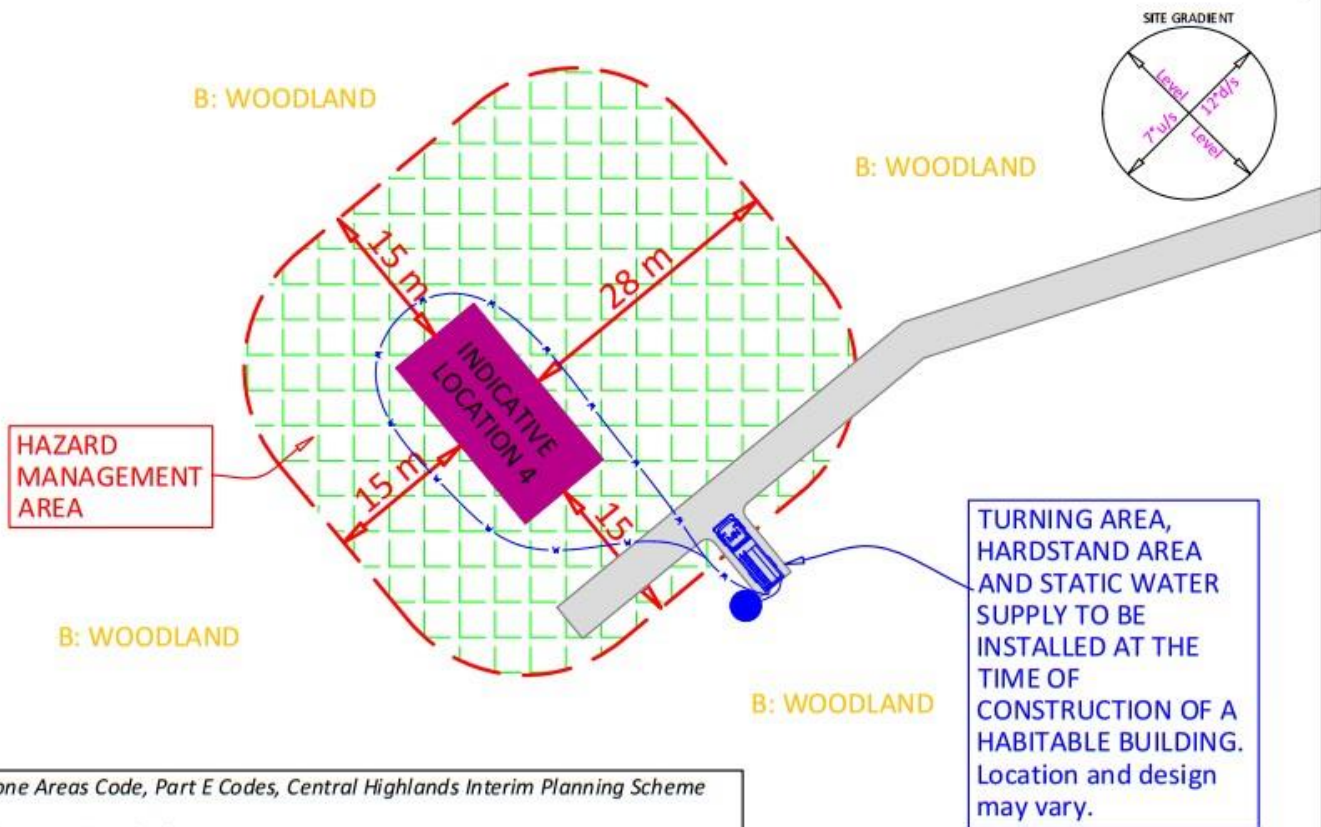 SITE GRADIENT
Level
12°d/s
7°u/s
Level
B: WOODLAND
B: WOODLAND
15 m
28 m
INDICATIVE
LOCATION 4
HAZARD
MANAGEMENT
AREA
15 m
15
B: WOODLAND
B: WOODLAND
TURNING AREA,
HARDSTAND AREA
AND STATIC WATER
SUPPLY TO BE
INSTALLED AT THE
TIME OF
CONSTRUCTION OF A
HABITABLE BUILDING.
Location and design
may vary.
one Areas Code, Part E Codes, Central Highlands Interim Planning Scheme